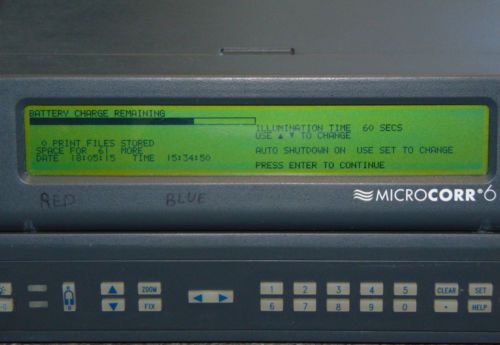 BATTERY CHARGE REMAINING
ILLUMINATION TIME 60 SECS
USE ▲ ▼ TO CHANGE
0 PRINT FILES STORED
SPACE FOR 61 MORE
AUTO SHUTDOWN ON USE SET TO CHANGE
DATE 18:05:15 TIME 15:34:50
PRESS ENTER TO CONTINUE
MICROCORR®6
RED BLUE
ZOOM 1 2 3 4 5 CLEAR SET
FIX 6 7 8 9 0 . HELP